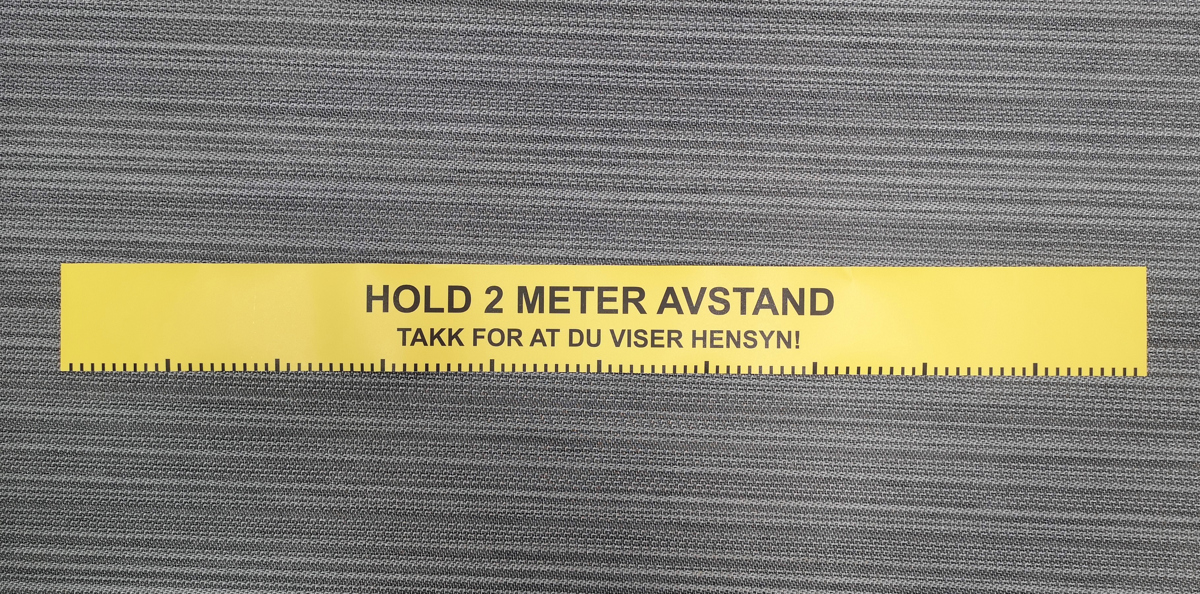 HOLD 2 METER AVSTAND
TAKK FOR AT DU VISER HENSYN!